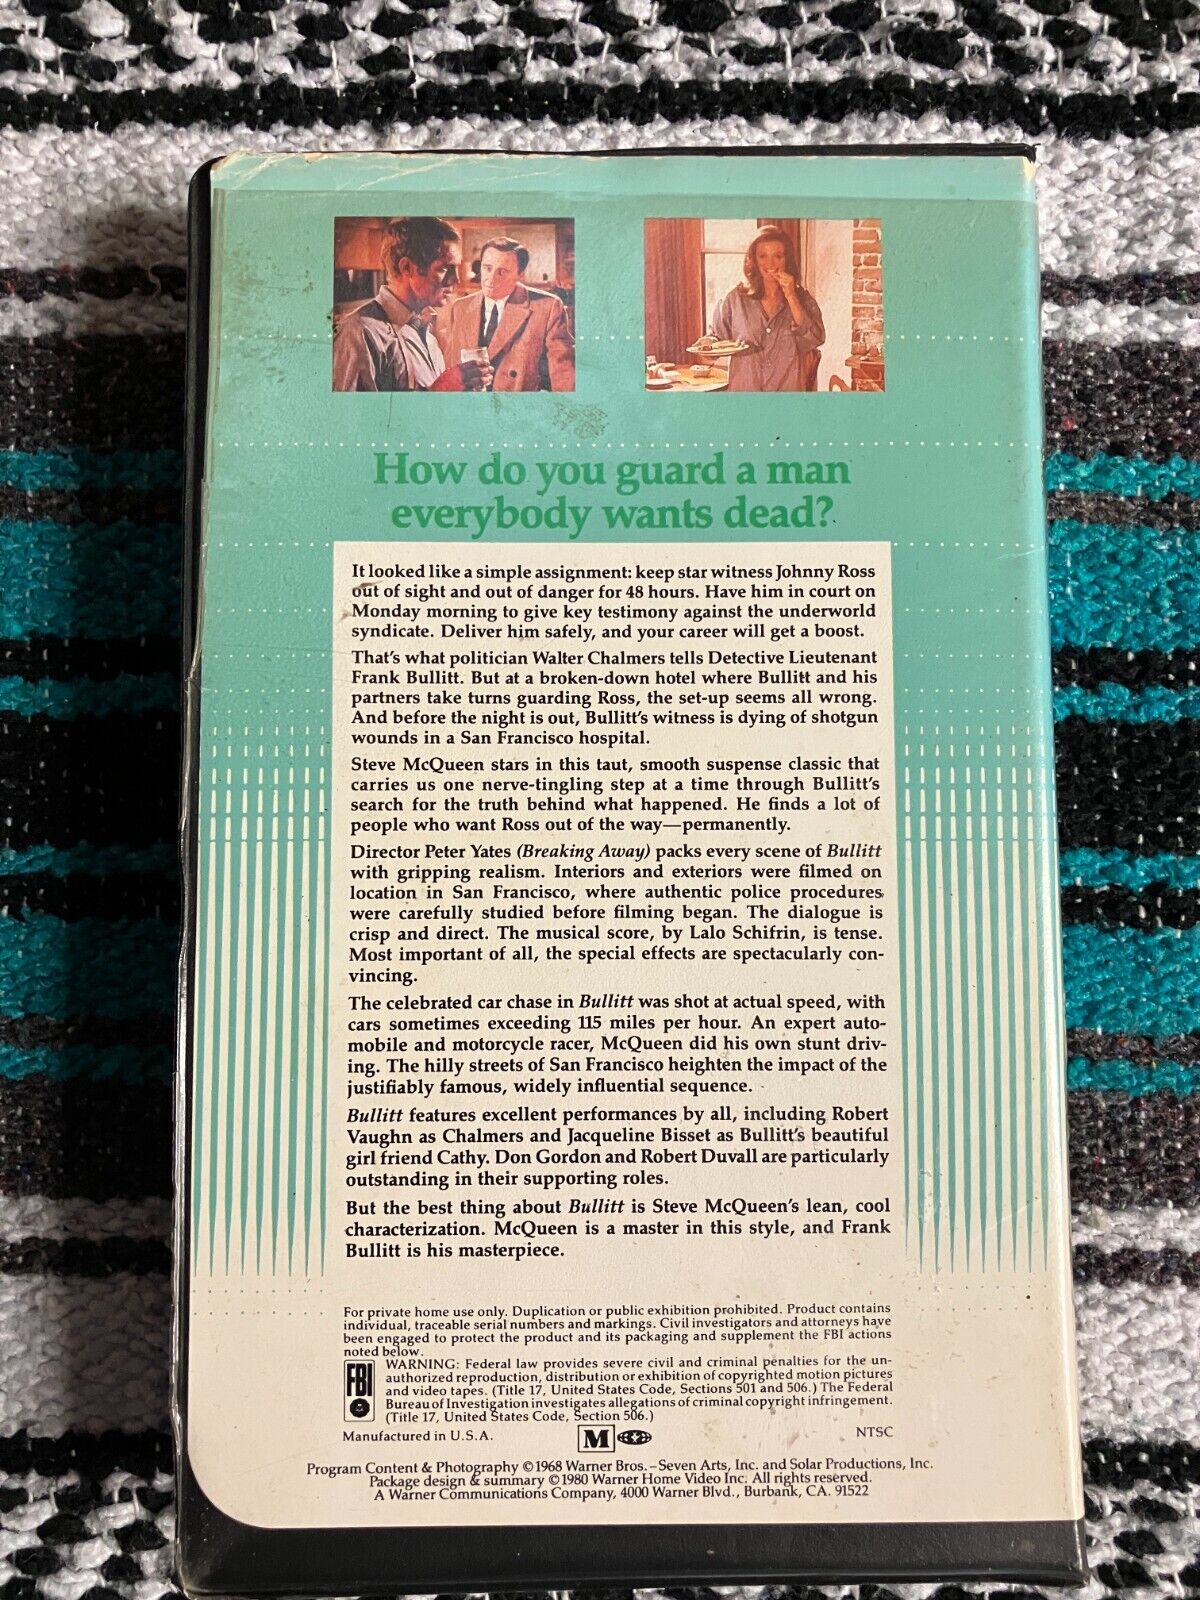 How do you guard a man
everybody wants dead?
It looked like a simple assignment: keep star witness Johnny Ross
out of sight and out of danger for 48 hours. Have him in court on
Monday morning to give key testimony against the underworld
syndicate. Deliver him safely, and your career will get a boost.
That's what politician Walter Chalmers tells Detective Lieutenant
Frank Bullitt. But at a broken-down hotel where Bullitt and his
partners take turns guarding Ross, the set-up seems all wrong.
And before the night is out, Bullitt's witness is dying of shotgun
wounds in a San Francisco hospital.
Steve McQueen stars in this taut, smooth suspense classic that
carries us one nerve-tingling step at a time through Bullitt's
search for the truth behind what happened. He finds a lot of
people who want Ross out of the way—permanently.
Director Peter Yates (Breaking Away) packs every scene of Bullitt
with gripping realism. Interiors and exteriors were filmed on
location in San Francisco, where authentic police procedures
were carefully studied before filming began. The dialogue is
crisp and direct. The musical score, by Lalo Schifrin, is tense.
Most important of all, the special effects are spectacularly con-
vincing.
The celebrated car chase in Bullitt was shot at actual speed, with
cars sometimes exceeding 115 miles per hour. An expert auto-
mobile and motorcycle racer, McQueen did his own stunt driv-
ing. The hilly streets of San Francisco heighten the impact of the
justifiably famous, widely influential sequence.
Bullitt features excellent performances by all, including Robert
Vaughn as Chalmers and Jacqueline Bisset as Bullitt's beautiful
girl friend Cathy. Don Gordon and Robert Duvall are particularly
outstanding in their supporting roles.
But the best thing about Bullitt is Steve McQueen's lean, cool
characterization. McQueen is a master in this style, and Frank
Bullitt is his masterpiece.
For private home use only. Duplication or public exhibition prohibited. Product contains
individual, traceable serial numbers and markings. Civil investigators and attorneys have
been engaged to protect the product and its packaging and supplement the FBI actions
noted below.
FBI
WARNING: Federal law provides severe civil and criminal penalties for the un-
authorized reproduction, distribution or exhibition of copyrighted motion pictures
and video tapes. (Title 17, United States Code, Sections 501 and 506.) The Federal
Bureau of Investigation investigates allegations of criminal copyright infringement.
(Title 17, United States Code, Section 506.)
Manufactured in U.S.A. M NTSC
Program Content & Photography ©1968 Warner Bros.–Seven Arts, Inc. and Solar Productions, Inc.
Package design & summary ©1980 Warner Home Video Inc. All rights reserved.
A Warner Communications Company, 4000 Warner Blvd., Burbank, CA. 91522